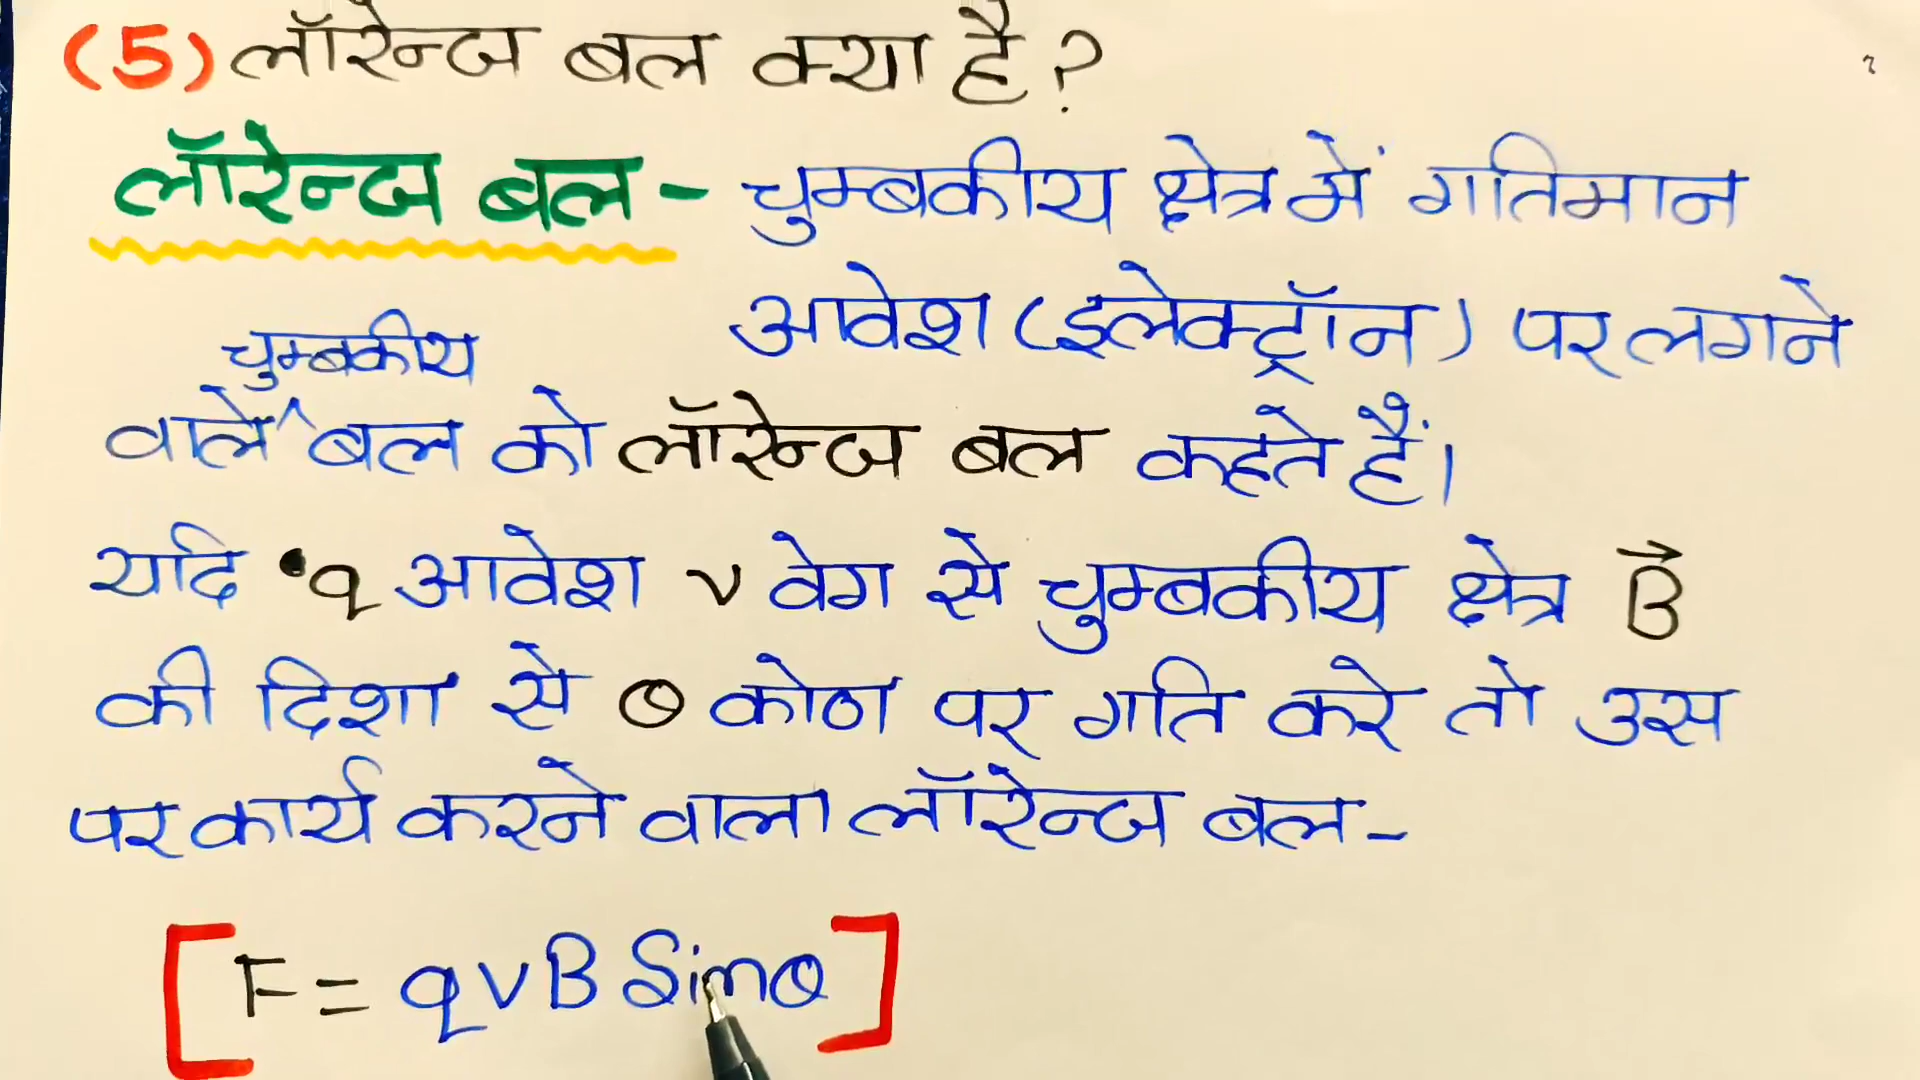 (5) लॉरेन्ज बल क्या है?
लॉरेन्ज बल - चुम्बकीय क्षेत्र में गतिमान
आवेश (इलेक्ट्रॉन) पर लगने
चुम्बकीय
वाले ^ बल को लॉरेन्ज बल कहते हैं।
यदि q आवेश v वेग से चुम्बकीय क्षेत्र B⃗
की दिशा से θ कोण पर गति करे तो उस
पर कार्य करने वाला लॉरेन्ज बल -
[F = qvB Sinθ]